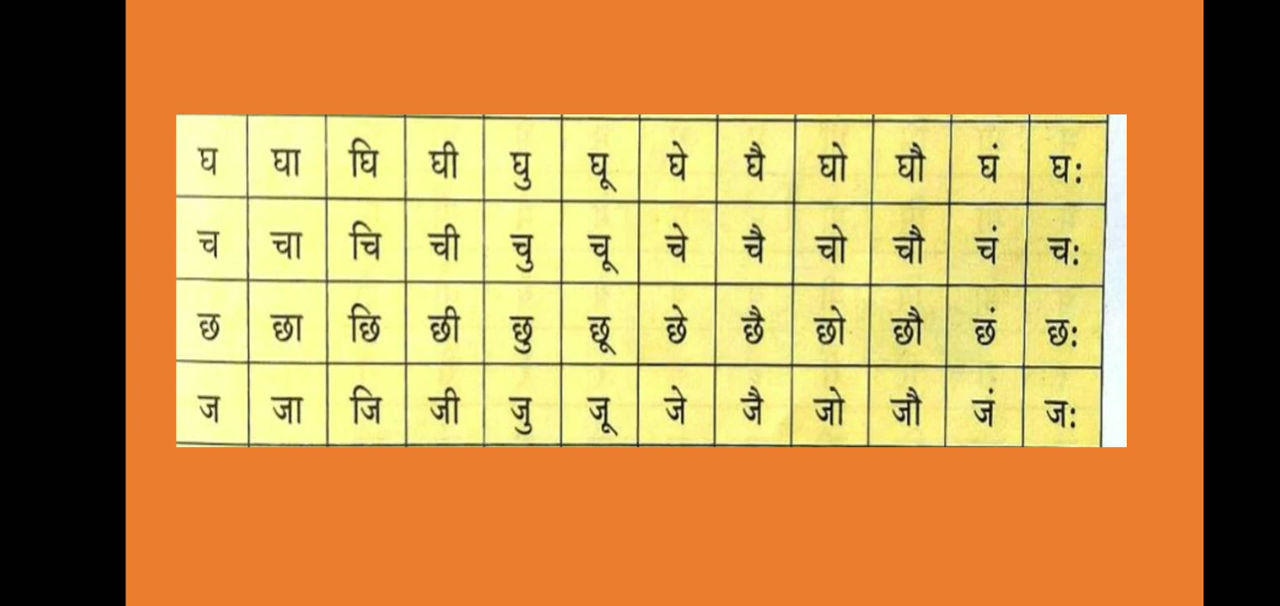 घ घा घि घी घु घू घे घै घो घौ घं घः
च चा चि ची चु चू चे चै चो चौ चं चः
छ छा छि छी छु छू छे छै छो छौ छं छः
ज जा जि जी जु जू जे जै जो जौ जं जः